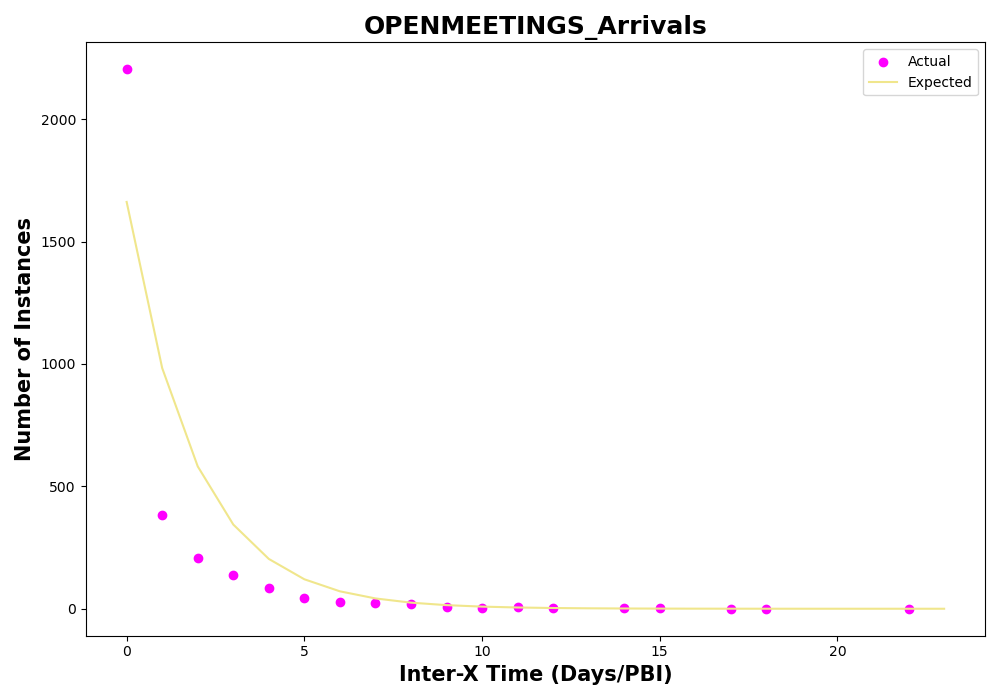 OPENMEETINGS_Arrivals
Actual
Expected
2000
1500
1000
500
0
Number of Instances
0 5 10 15 20
Inter-X Time (Days/PBI)